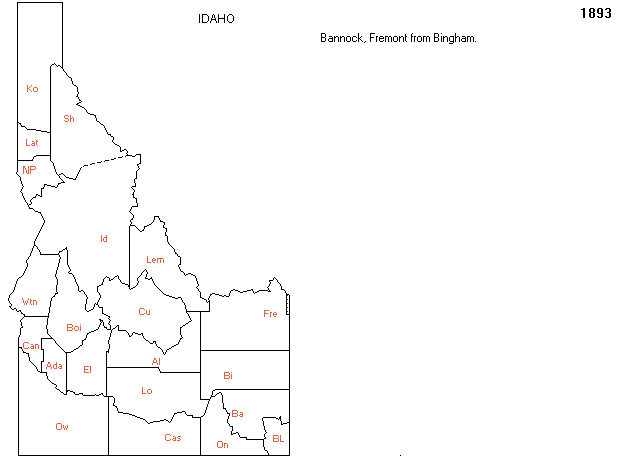 1893
IDAHO
Bannock, Fremont from Bingham.
Ko
Sh
Lat
NP
Id
Lem
Wtn
Cu
Fre
Boi
Can
Al
Ada
El
Bi
Lo
Ba
Ow
Cas
On
BL